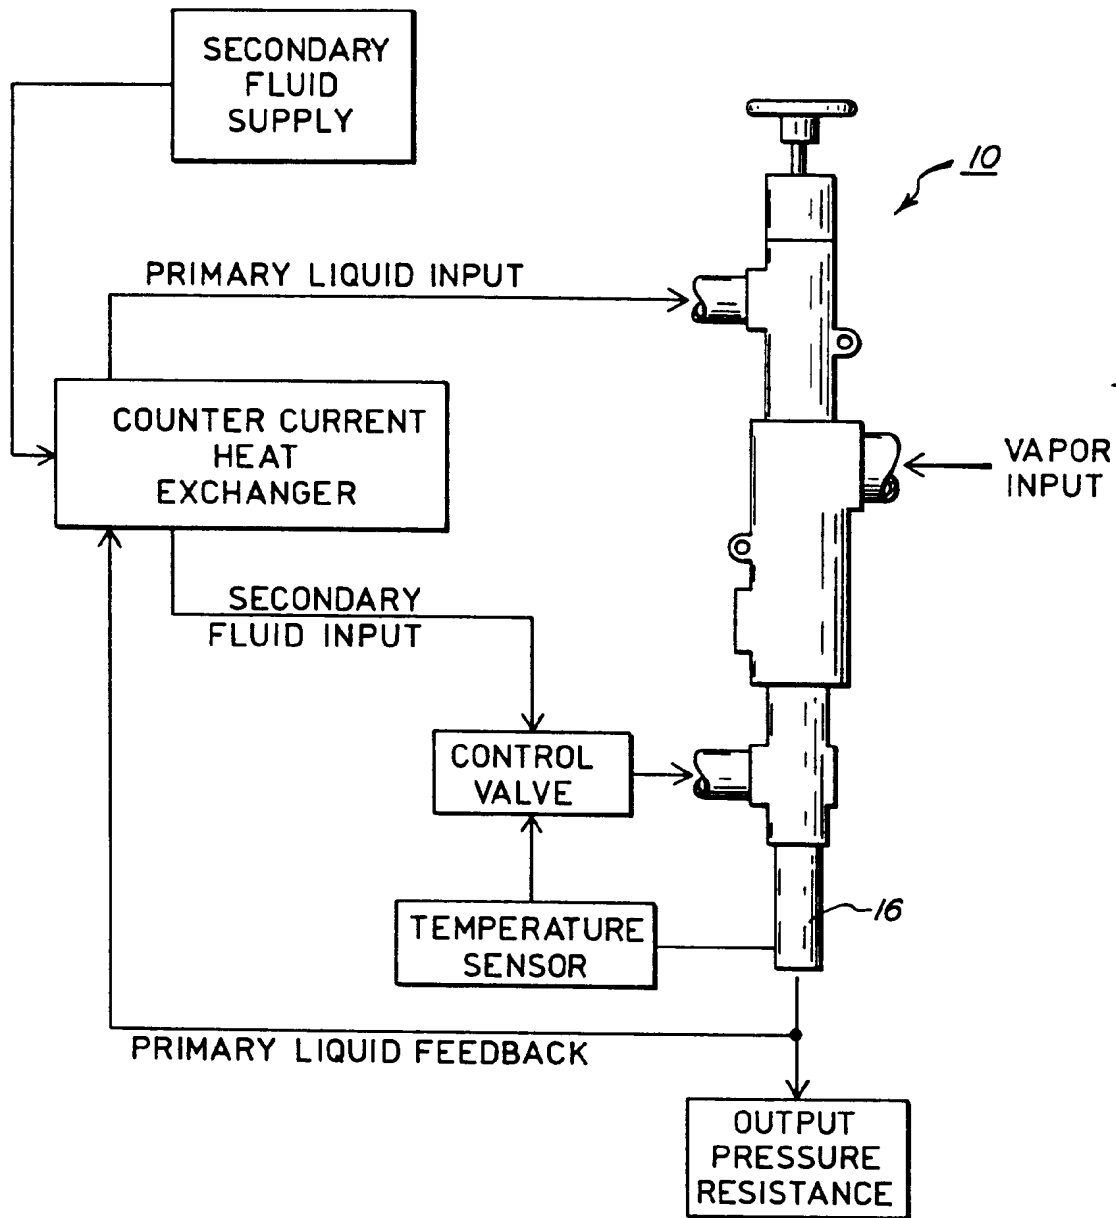 SECONDARY
FLUID
SUPPLY
10
PRIMARY LIQUID INPUT
COUNTER CURRENT
HEAT
EXCHANGER
VAPOR
INPUT
SECONDARY
FLUID INPUT
CONTROL
VALVE
16
TEMPERATURE
SENSOR
PRIMARY LIQUID FEEDBACK
OUTPUT
PRESSURE
RESISTANCE